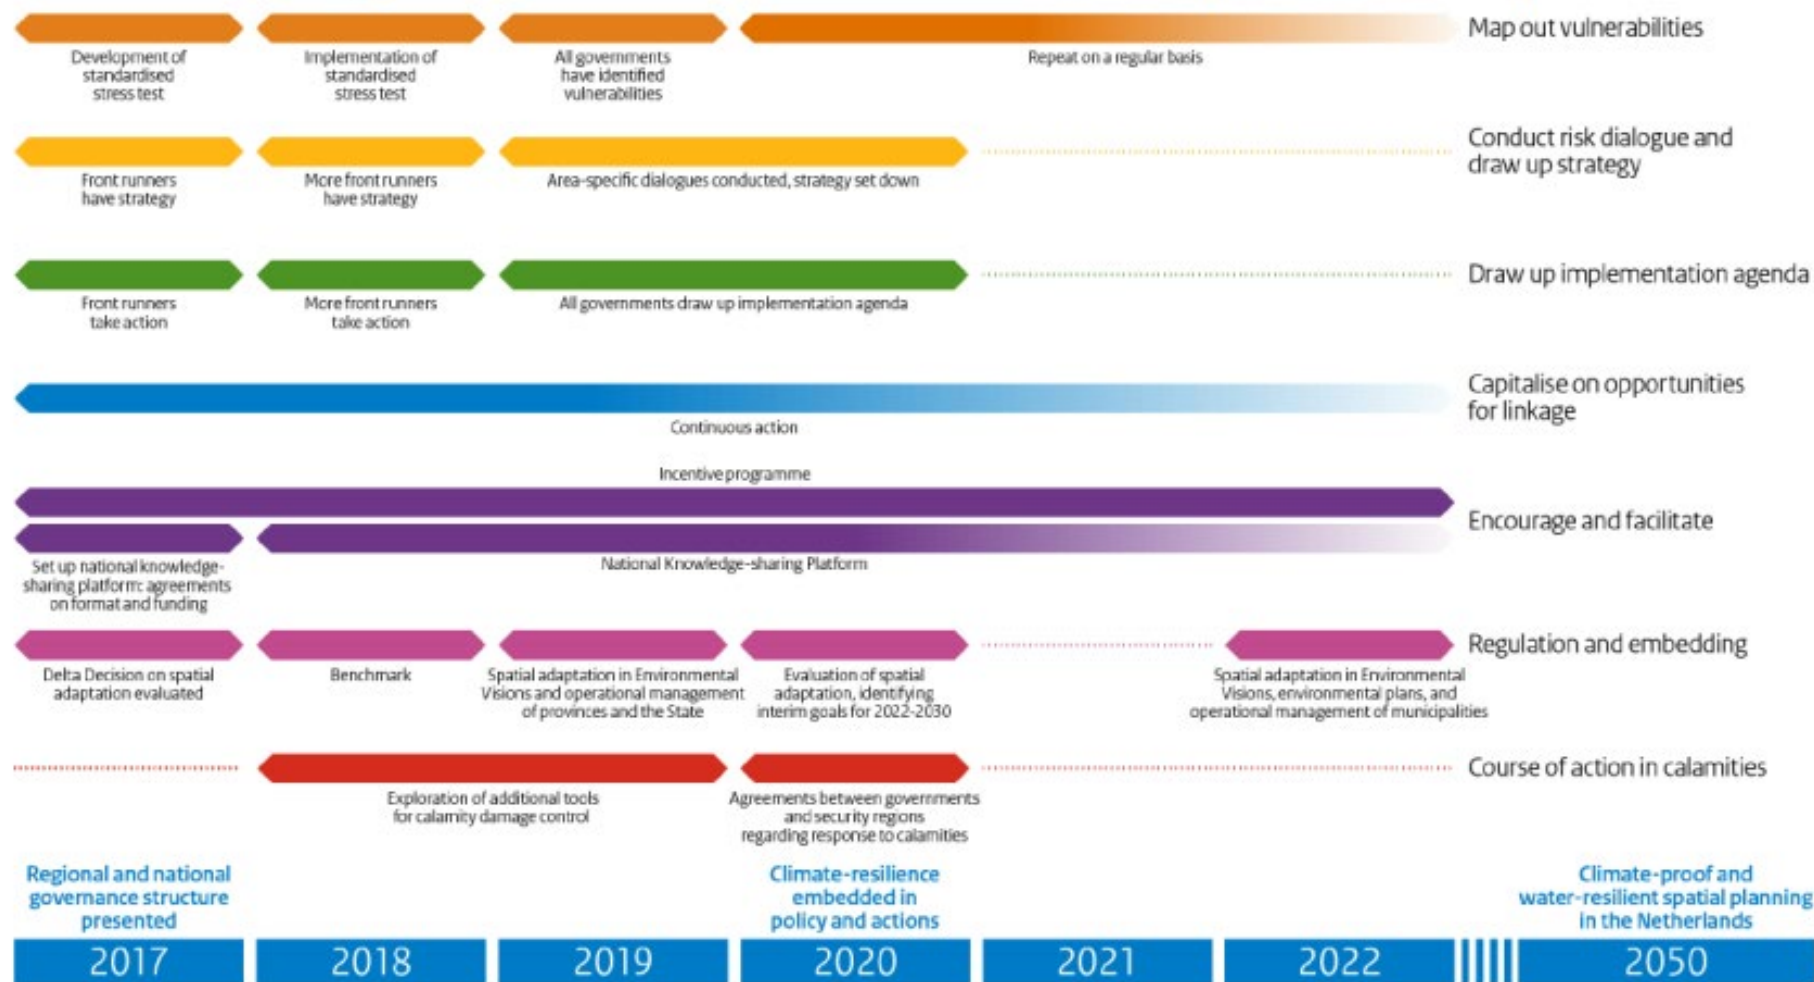 Map out vulnerabilities
Development of
standardised
stress test
Implementation of
standardised
stress test
All governments
have identified
vulnerabilities
Repeat on a regular basis
Conduct risk dialogue and
draw up strategy
Front runners
have strategy
More front runners
have strategy
Area-specific dialogues conducted, strategy set down
Draw up implementation agenda
Front runners
take action
More front runners
take action
All governments draw up implementation agenda
Capitalise on opportunities
for linkage
Continuous action
Incentive programme
Encourage and facilitate
Set up national knowledge-
sharing platform: agreements
on format and funding
National Knowledge-sharing Platform
Regulation and embedding
Delta Decision on spatial
adaptation evaluated
Benchmark
Spatial adaptation in Environmental
Visions and operational management
of provinces and the State
Evaluation of spatial
adaptation, identifying
interim goals for 2022-2030
Spatial adaptation in Environmental
Visions, environmental plans, and
operational management of municipalities
Course of action in calamities
Exploration of additional tools
for calamity damage control
Agreements between governments
and security regions
regarding response to calamities
Regional and national
governance structure
presented
Climate-resilience
embedded in
policy and actions
Climate-proof and
water-resilient spatial planning
in the Netherlands
2017
2018
2019
2020
2021
2022
2050